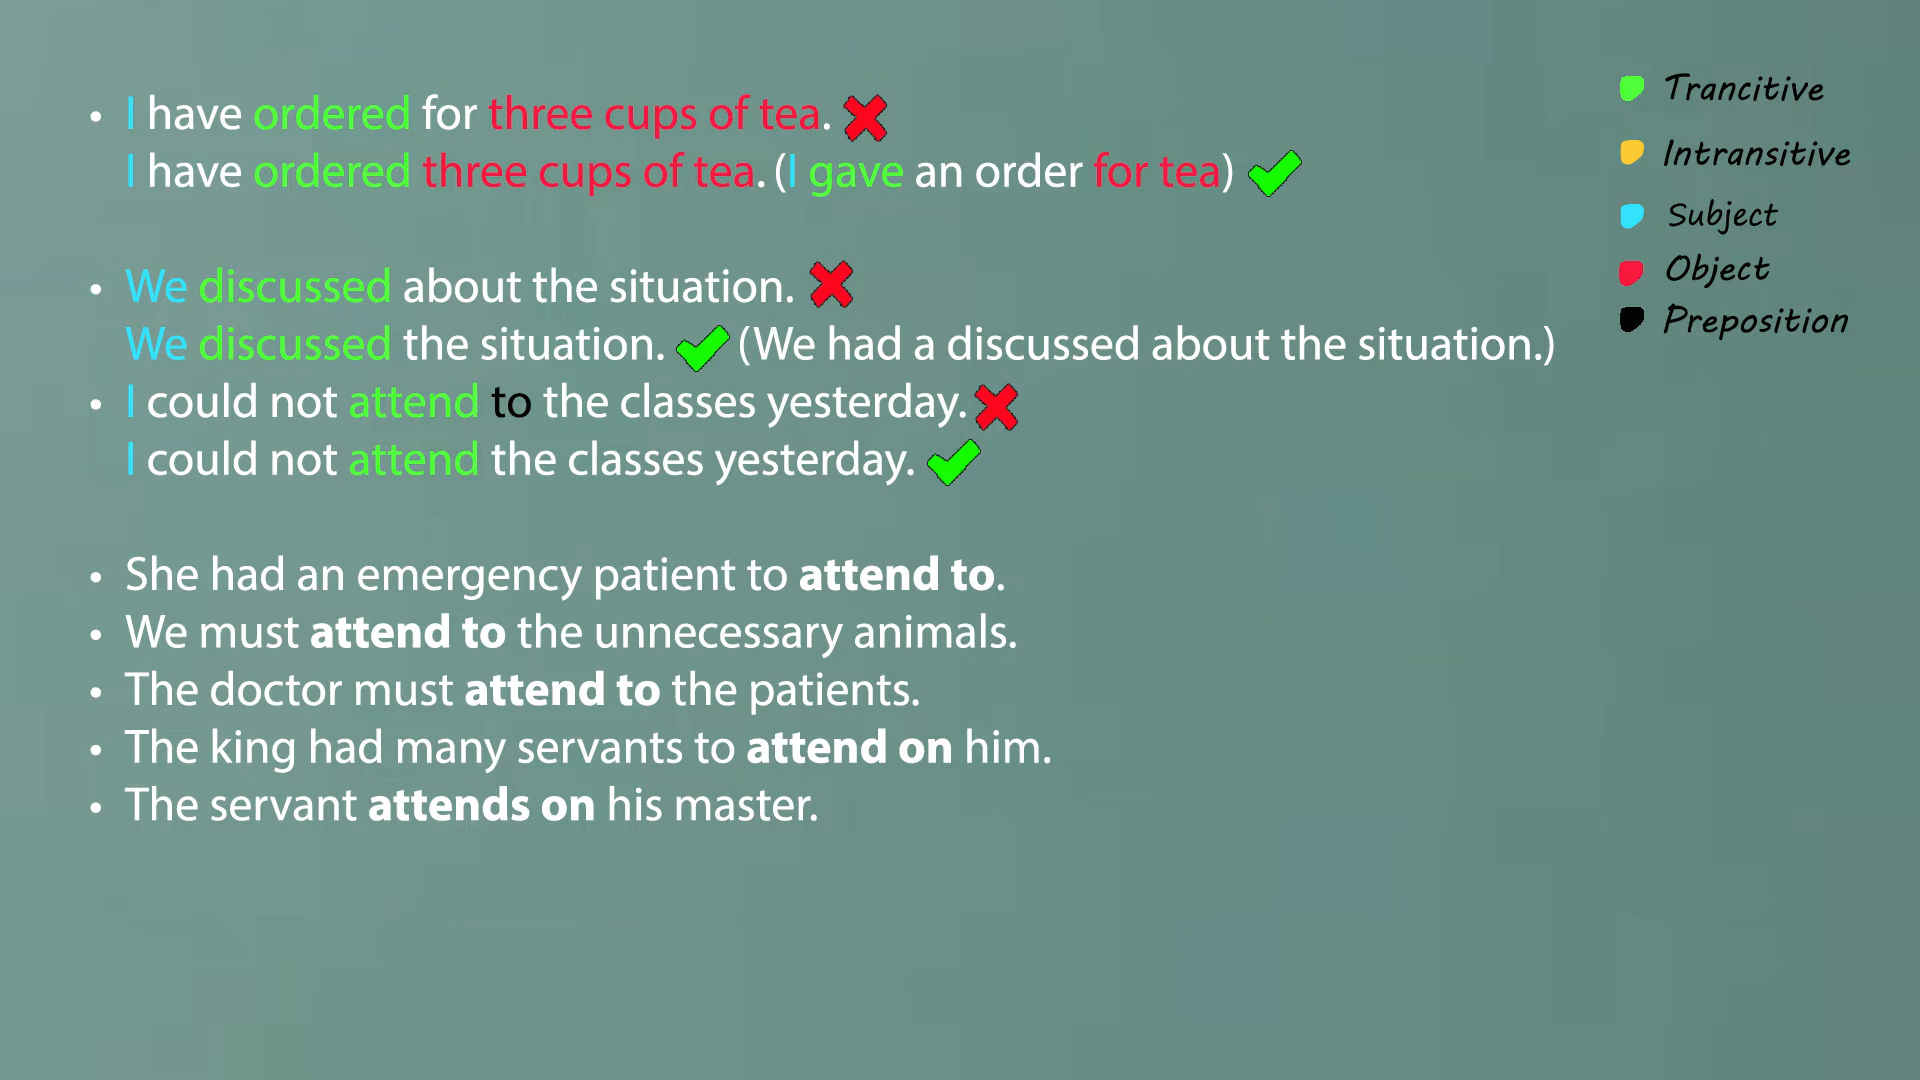 • I have ordered for three cups of tea.
I have ordered three cups of tea. (I gave an order for tea)
• We discussed about the situation.
We discussed the situation. (We had a discussed about the situation.)
• I could not attend to the classes yesterday.
I could not attend the classes yesterday.
• She had an emergency patient to attend to.
• We must attend to the unnecessary animals.
• The doctor must attend to the patients.
• The king had many servants to attend on him.
• The servant attends on his master.
Trancitive
Intransitive
Subject
Object
Preposition